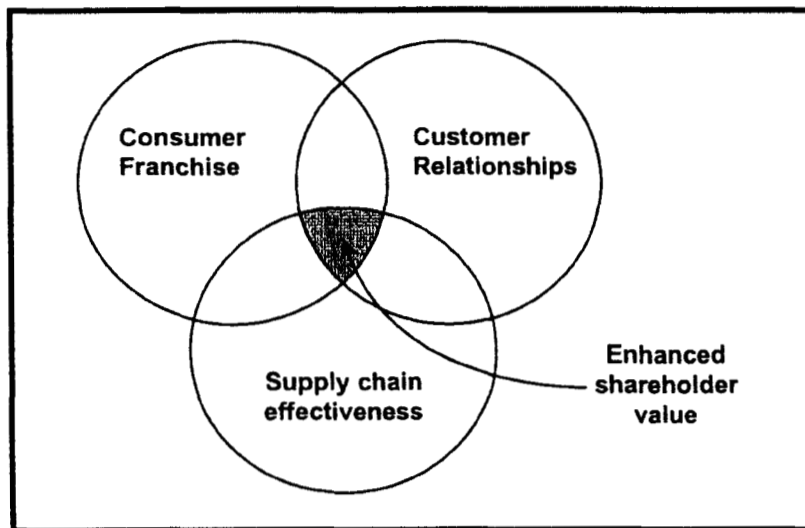 Consumer
Franchise
Customer
Relationships
Supply chain
effectiveness
Enhanced
shareholder
value